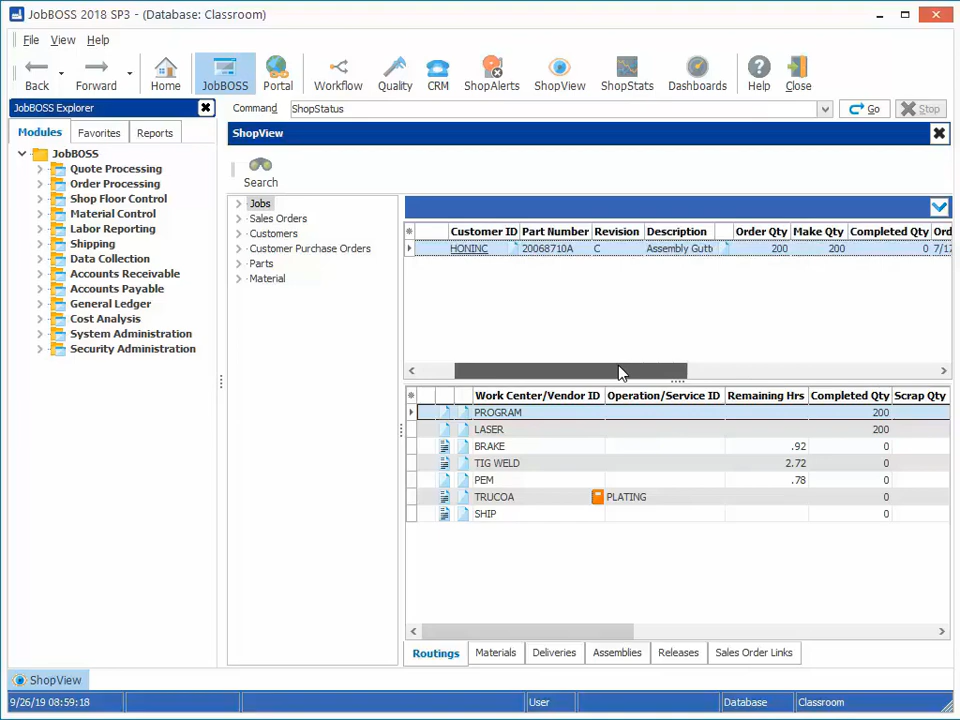 JobBOSS 2018 SP3 - (Database: Classroom)
File View Help
Back Forward Home JobBOSS Portal Workflow Quality CRM ShopAlerts ShopView ShopStats Dashboards Help Close
JobBOSS Explorer
Command ShopStatus Go Stop
Modules Favorites Reports
ShopView
JobBOSS
Quote Processing
Order Processing
Shop Floor Control
Material Control
Labor Reporting
Shipping
Data Collection
Accounts Receivable
Accounts Payable
General Ledger
Cost Analysis
System Administration
Security Administration
Search
Jobs
Sales Orders
Customers
Customer Purchase Orders
Parts
Material
Customer ID Part Number Revision Description Order Qty Make Qty Completed Qty Ord
HONINC 20068710A C Assembly Gutt 200 200 0 7/17
Work Center/Vendor ID Operation/Service ID Remaining Hrs Completed Qty Scrap Qty
PROGRAM 200
LASER 200
BRAKE .92 0
TIG WELD 2.72 0
PEM .78 0
TRUCOA PLATING 0
SHIP 0
Routings Materials Deliveries Assemblies Releases Sales Order Links
ShopView
9/26/19 08:59:18 User Database Classroom